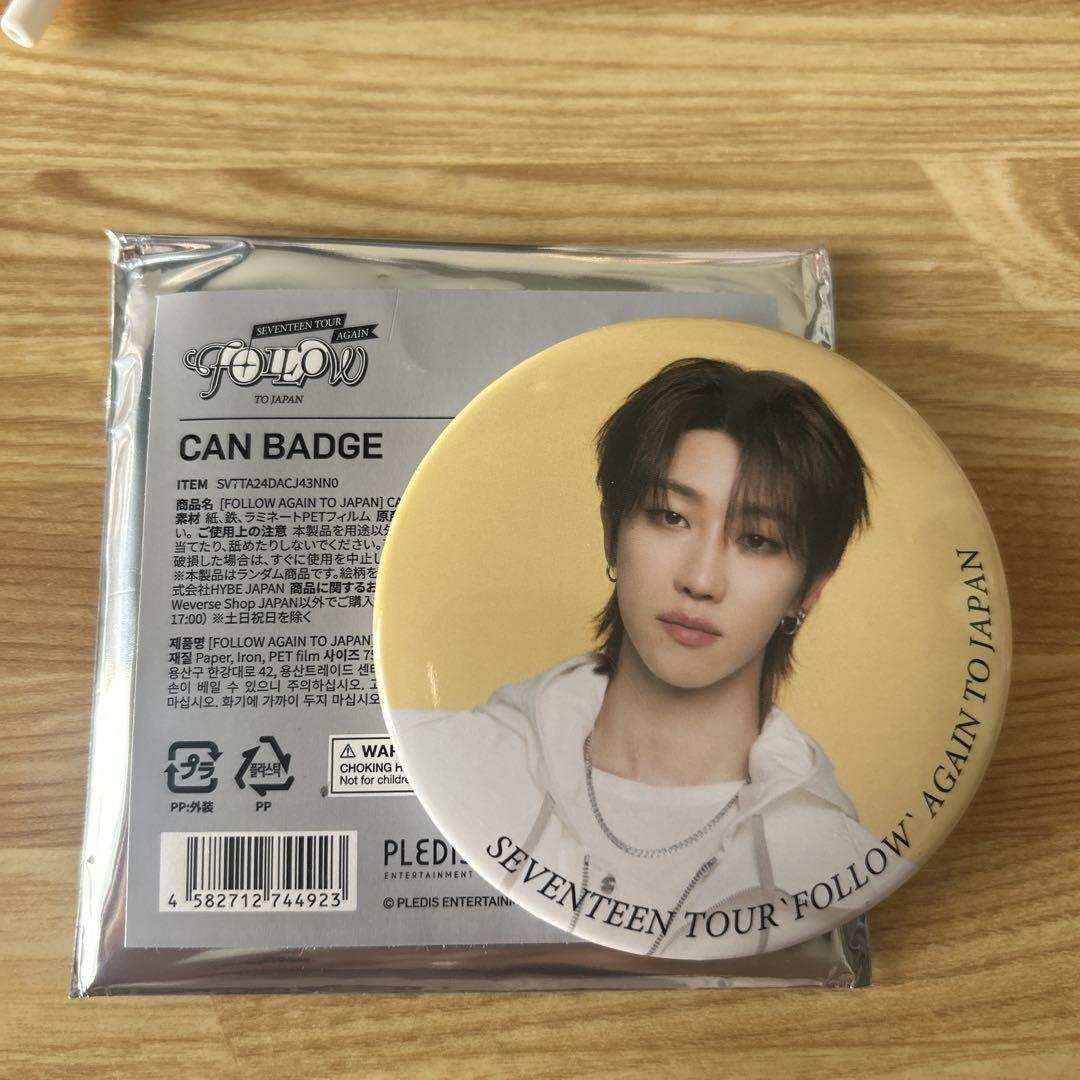 SEVENTEEN TOUR
AGAIN
FOLLOW
TO JAPAN
CAN BADGE
ITEM SV7TA24DACJ43NN0
商品名 [FOLLOW AGAIN TO JAPAN]
素材 紙、鉄、ラミネートPETフィルム
い。ご使用上の注意 本製品を用途以外
当てたり、舐めたりしないでください。
破損した場合は、すぐに使用を中止し
※本製品はランダム商品です。絵柄を
式会社HYBE JAPAN 商品に関するお
Weverse Shop JAPAN以外でご購入
17:00) ※土日祝日を除く
제품명 [FOLLOW AGAIN TO JAPAN]
재질 Paper, Iron, PET film 사이즈 75
용산구 한강대로 42, 용산트레이드 센
손이 베일 수 있으니 주의하십시오.
마십시오. 화기에 가까이 두지 마십시오
プラ
PP:外装
플라스틱
PP
CHOKING
Not for
4 582712 744923
PLEDIS
ENTERTAINMENT
© PLEDIS
SEVENTEEN TOUR `FOLLOW` AGAIN TO JAPAN